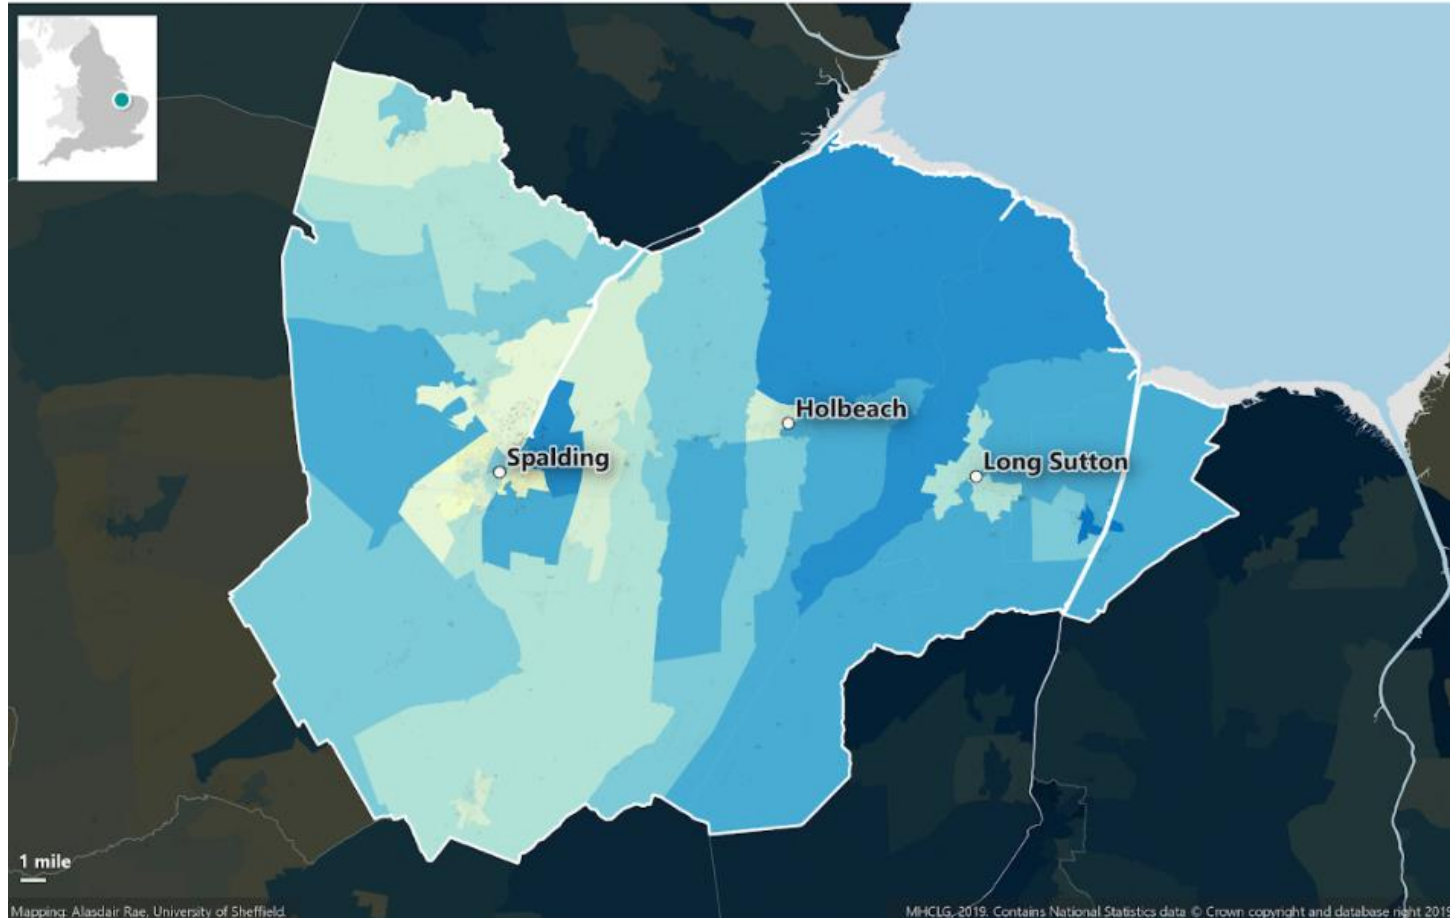 Holbeach
Spalding
Long Sutton
1 mile
Mapping: Alasdair Rae, University of Sheffield.
MHCLG, 2019. Contains National Statistics data © Crown copyright and database right 2019